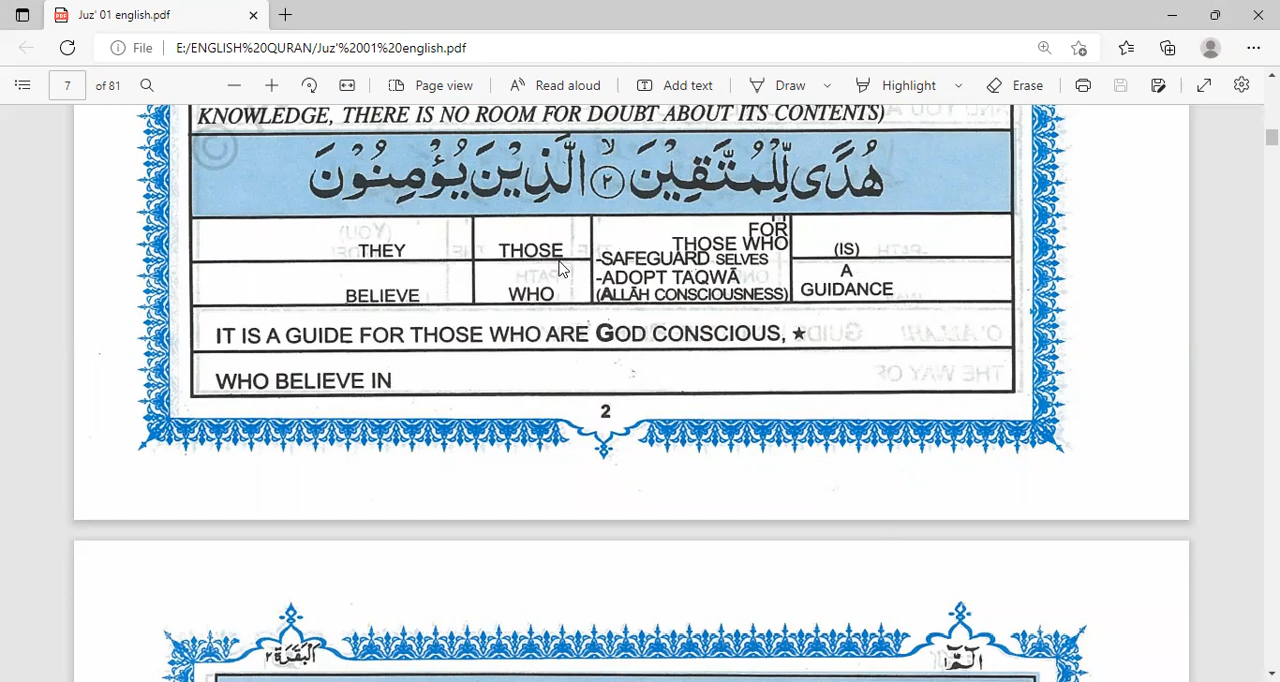 Juz' 01 english.pdf
File E:/ENGLISH%20QURAN/Juz'%2001%20english.pdf
7 of 81 Page view Read aloud Add text Draw Highlight Erase
KNOWLEDGE, THERE IS NO ROOM FOR DOUBT ABOUT ITS CONTENTS)
هُدًى لِّلْمُتَّقِيْنَ ۙ﴿۲﴾ الَّذِيْنَ يُؤْمِنُوْنَ
THEY THOSE FOR THOSE WHO (IS)
BELIEVE WHO -SAFEGUARD SELVES A GUIDANCE
-ADOPT TAQWĀ
(ALLĀH CONSCIOUSNESS)
IT IS A GUIDE FOR THOSE WHO ARE GOD CONSCIOUS, ★
WHO BELIEVE IN
2
الٓمّٓ
اَلْبَقَرَة ٢